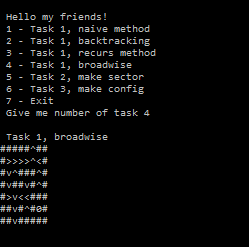 Hello my friends!
1 - Task 1, naive method
2 - Task 1, backtracking
3 - Task 1, recurs method
4 - Task 1, broadwise
5 - Task 2, make sector
6 - Task 3, make config
7 - Exit
Give me number of task 4

Task 1, broadwise
#####^##
#>>>>^<#
#v^###^#
#v##v#^#
#>v<<###
##v#^#0#
##v#####